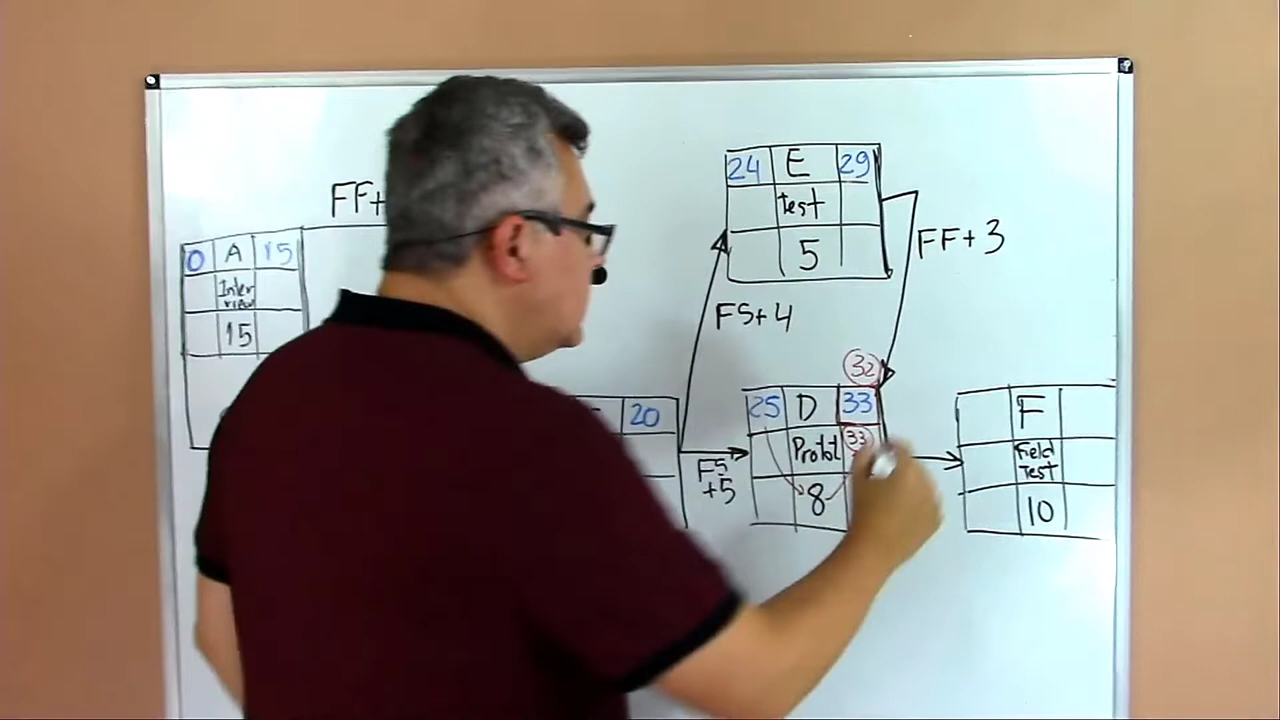 FF+
0 A 15
Inter
view
15
20
24 E 29
test
5
FF+3
FS+4
FS
+5
32
25 D 33
Protot 33
8
F
Field
Test
10